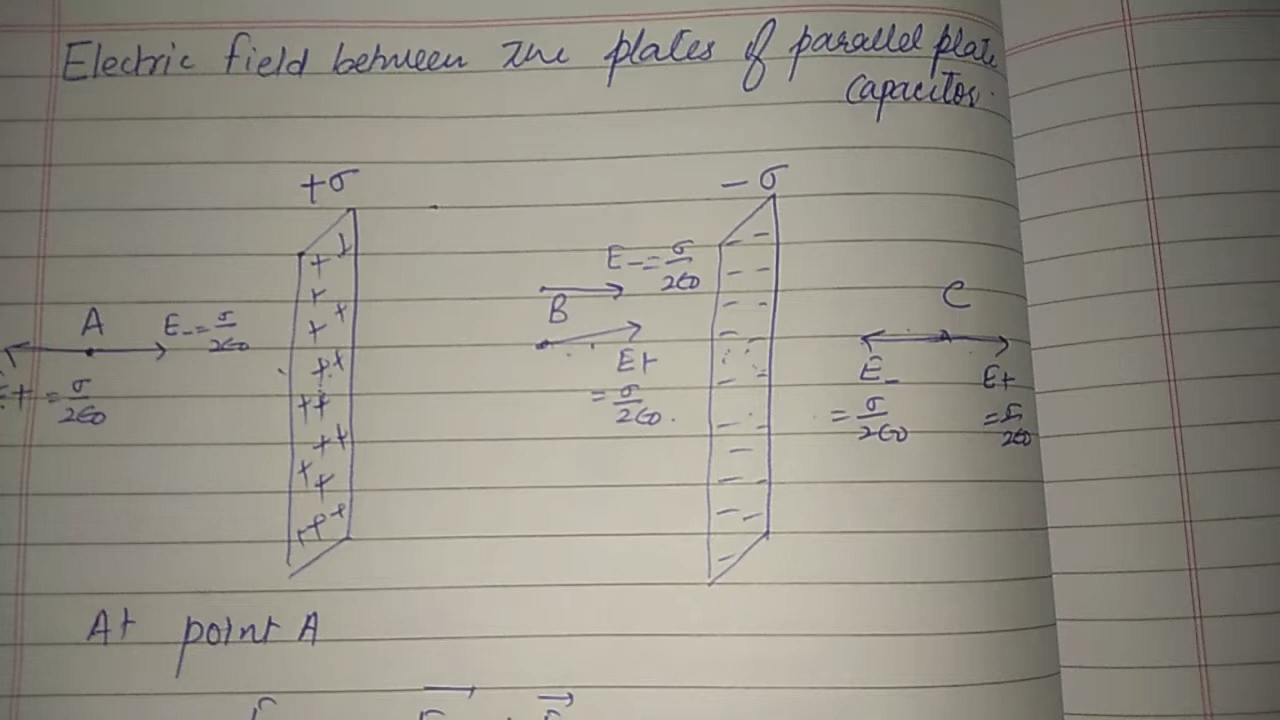 Electric field between the plates of parallel plate
capacitor.
+σ
-σ
A
E- = σ/2ϵ0
E+ = σ/2ϵ0
E- = σ/2ϵ0
B
E+
= σ/2ϵ0.
C
E-
= σ/2ϵ0
E+
= σ/2ϵ0
At point A